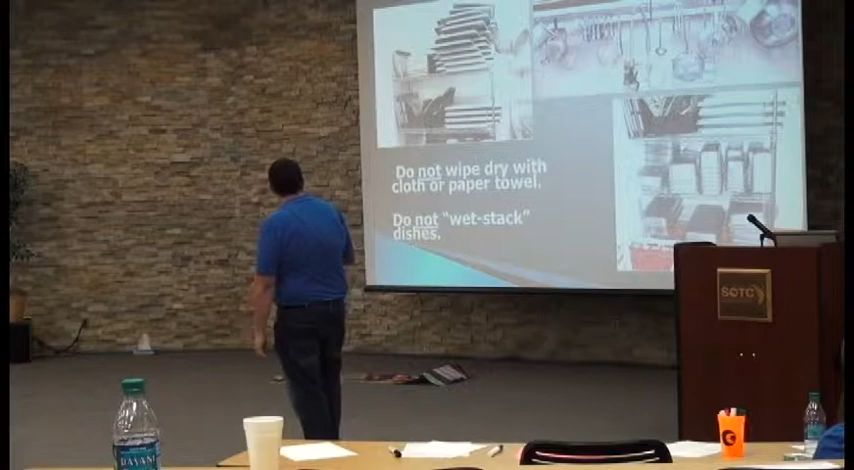 Do not wipe dry with
cloth or paper towel.
Do not "wet-stack"
dishes.
SCTC
DASANI